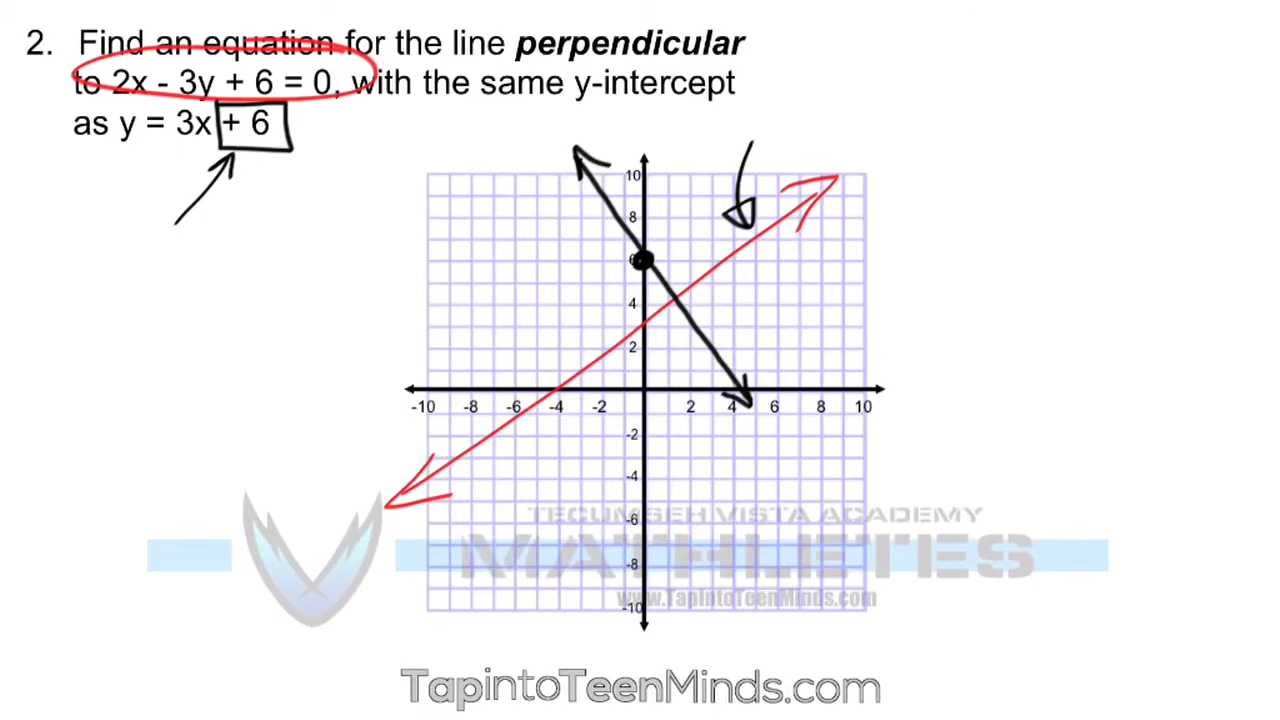 2. Find an equation for the line perpendicular
to 2x - 3y + 6 = 0, with the same y-intercept
as y = 3x + 6
10
8
6
4
2
-10 -8 -6 -4 -2 2 4 6 8 10
-2
-4
-6
-8
-10
TECUMSEH VISTA ACADEMY
MATHLETES
www.TapIntoTeenMinds.com
TapintoTeenMinds.com